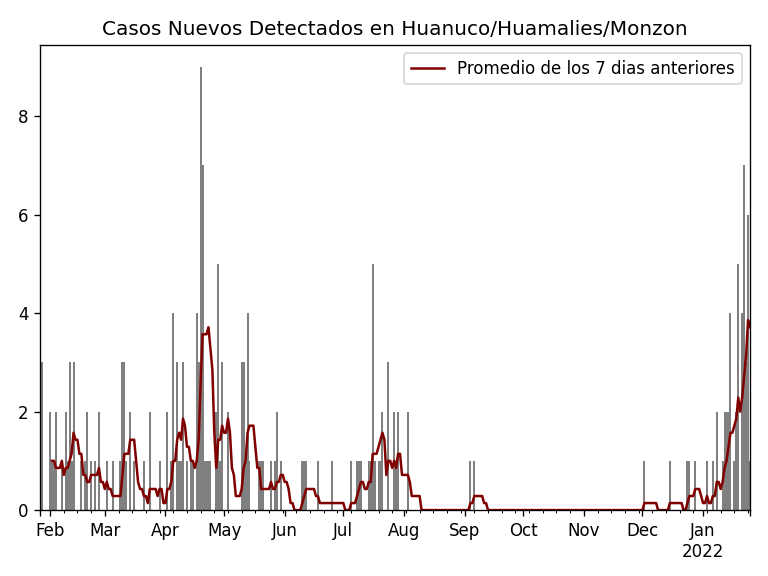 Casos Nuevos Detectados en Huanuco/Huamalies/Monzon
Promedio de los 7 dias anteriores
8
6
4
2
0
Feb Mar Apr May Jun Jul Aug Sep Oct Nov Dec Jan
2022